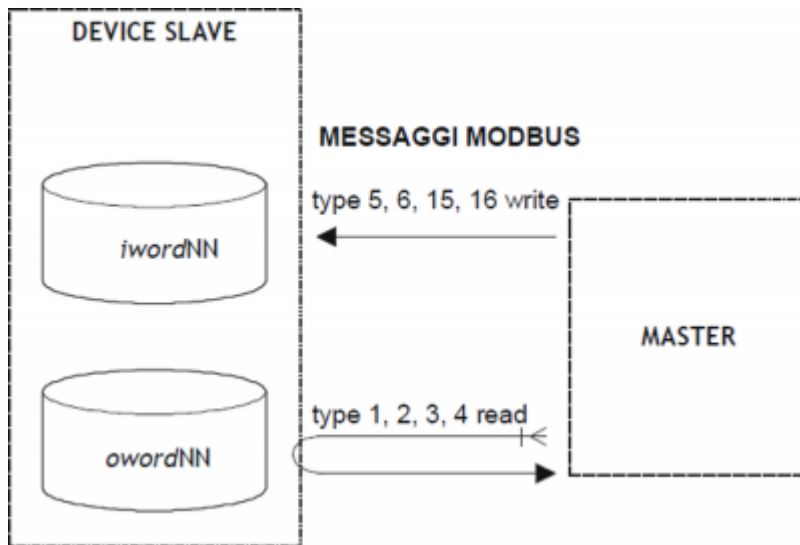 DEVICE SLAVE
MESSAGGI MODBUS
type 5, 6, 15, 16 write
iwordNN
MASTER
type 1, 2, 3, 4 read
owordNN